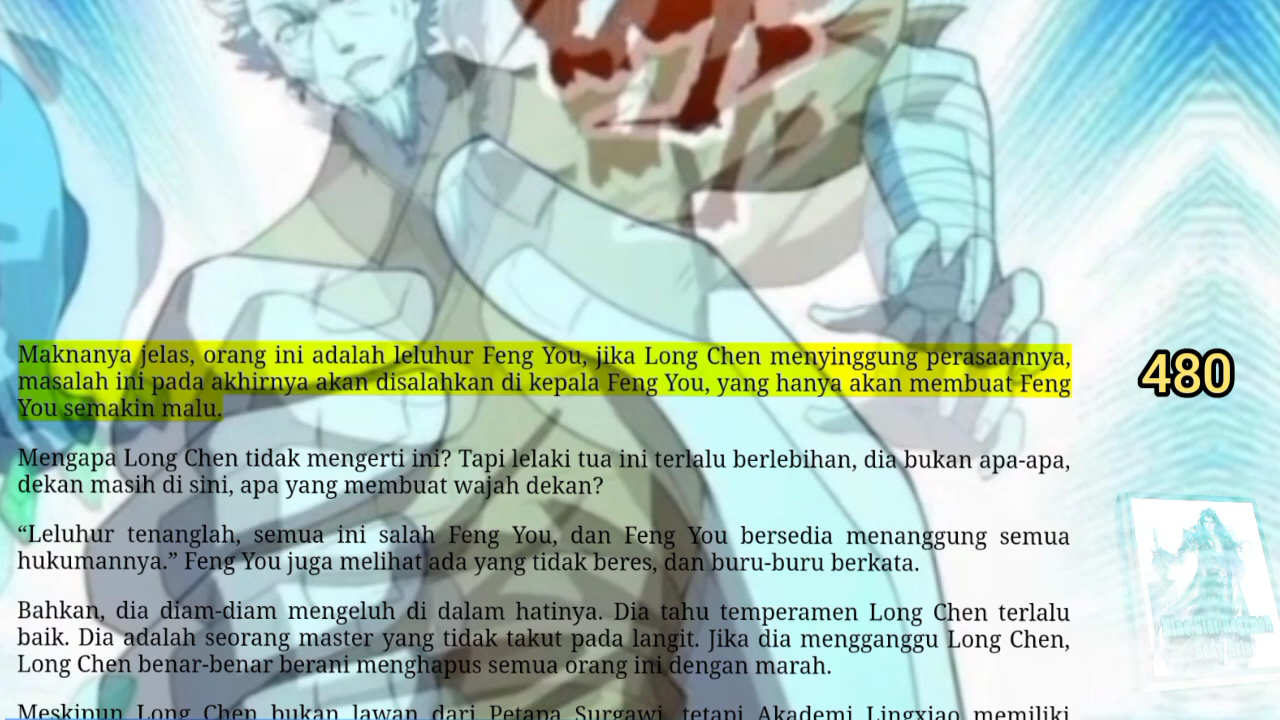 Maknanya jelas, orang ini adalah leluhur Feng You, jika Long Chen menyinggung perasaannya,
masalah ini pada akhirnya akan disalahkan di kepala Feng You, yang hanya akan membuat Feng
You semakin malu.
480
Mengapa Long Chen tidak mengerti ini? Tapi lelaki tua ini terlalu berlebihan, dia bukan apa-apa,
dekan masih di sini, apa yang membuat wajah dekan?
“Leluhur tenanglah, semua ini salah Feng You, dan Feng You bersedia menanggung semua
hukumannya.” Feng You juga melihat ada yang tidak beres, dan buru-buru berkata.
Bahkan, dia diam-diam mengeluh di dalam hatinya. Dia tahu temperamen Long Chen terlalu
baik. Dia adalah seorang master yang tidak takut pada langit. Jika dia mengganggu Long Chen,
Long Chen benar-benar berani menghapus semua orang ini dengan marah.
Meskipun Long Chen bukan lawan dari Petapa Surgawi, tetapi Akademi Lingxiao memiliki